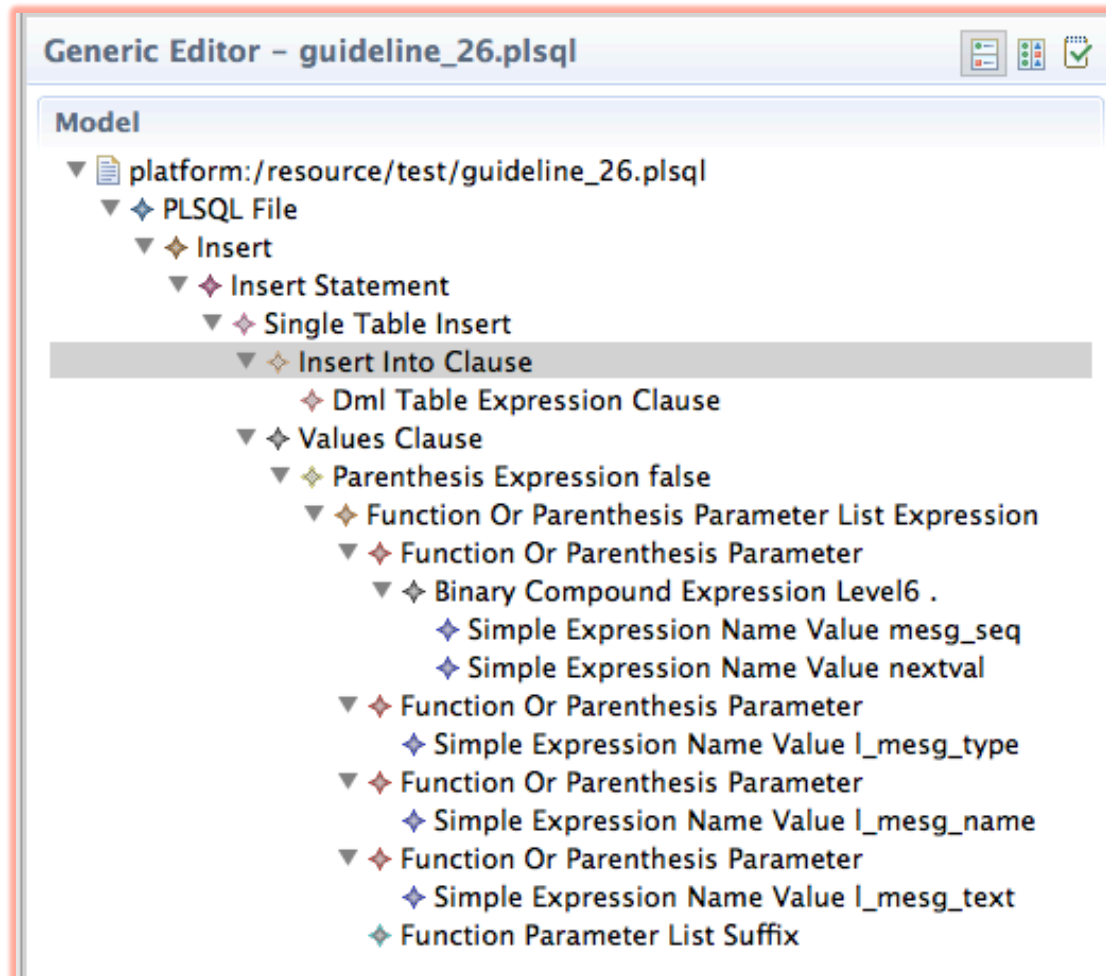 Generic Editor – guideline_26.plsql
Model
platform:/resource/test/guideline_26.plsql
PLSQL File
Insert
Insert Statement
Single Table Insert
Insert Into Clause
Dml Table Expression Clause
Values Clause
Parenthesis Expression false
Function Or Parenthesis Parameter List Expression
Function Or Parenthesis Parameter
Binary Compound Expression Level6 .
Simple Expression Name Value mesg_seq
Simple Expression Name Value nextval
Function Or Parenthesis Parameter
Simple Expression Name Value l_mesg_type
Function Or Parenthesis Parameter
Simple Expression Name Value l_mesg_name
Function Or Parenthesis Parameter
Simple Expression Name Value l_mesg_text
Function Parameter List Suffix